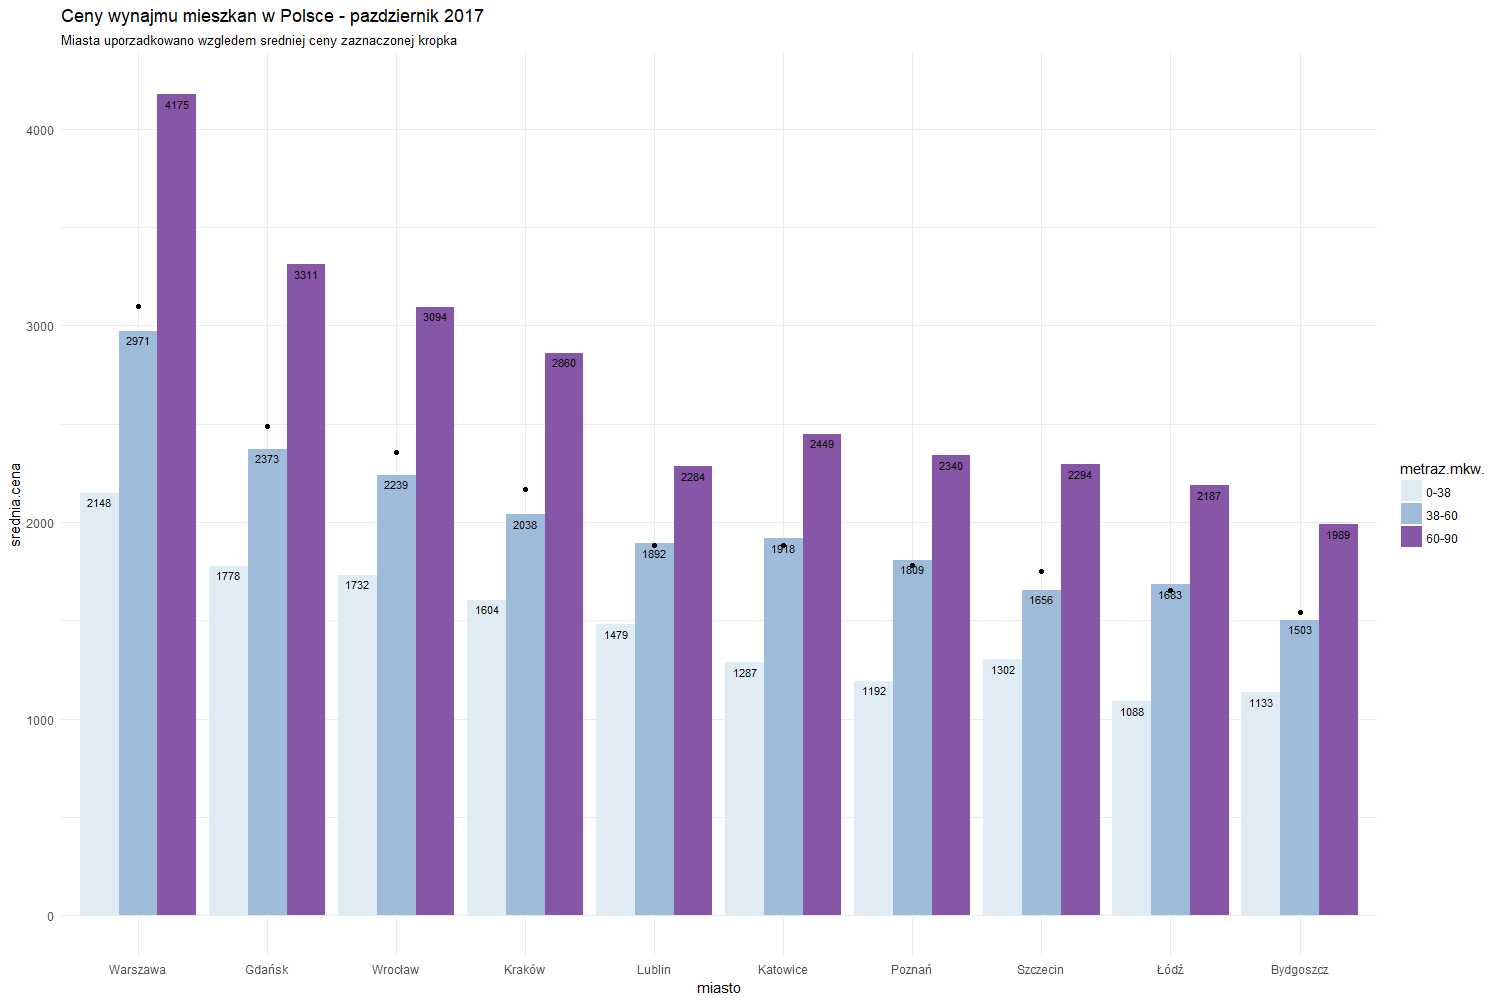 Ceny wynajmu mieszkan w Polsce - pazdziernik 2017
Miasta uporzadkowano wzgledem sredniej ceny zaznaczonej kropka
srednia.cena
4000
3000
2000
1000
0
2148
2971
4175
1778
2373
3311
1732
2239
3094
1604
2038
2860
1479
1892
2284
1287
1918
2449
1192
1809
2340
1302
1656
2294
1088
1683
2187
1133
1503
1989
Warszawa
Gdańsk
Wrocław
Kraków
Lublin
Katowice
Poznań
Szczecin
Łódź
Bydgoszcz
miasto
metraz.mkw.
0-38
38-60
60-90